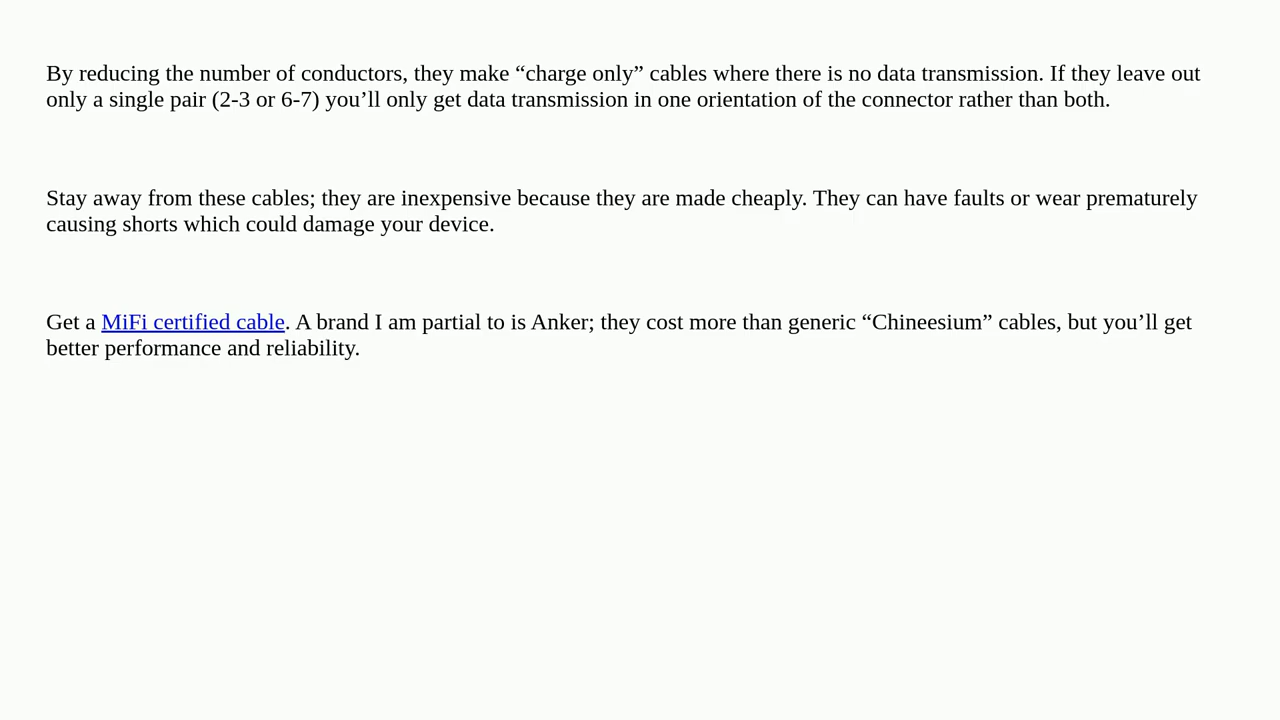 By reducing the number of conductors, they make “charge only” cables where there is no data transmission. If they leave out
only a single pair (2-3 or 6-7) you’ll only get data transmission in one orientation of the connector rather than both.
Stay away from these cables; they are inexpensive because they are made cheaply. They can have faults or wear prematurely
causing shorts which could damage your device.
Get a MiFi certified cable. A brand I am partial to is Anker; they cost more than generic “Chineesium” cables, but you’ll get
better performance and reliability.